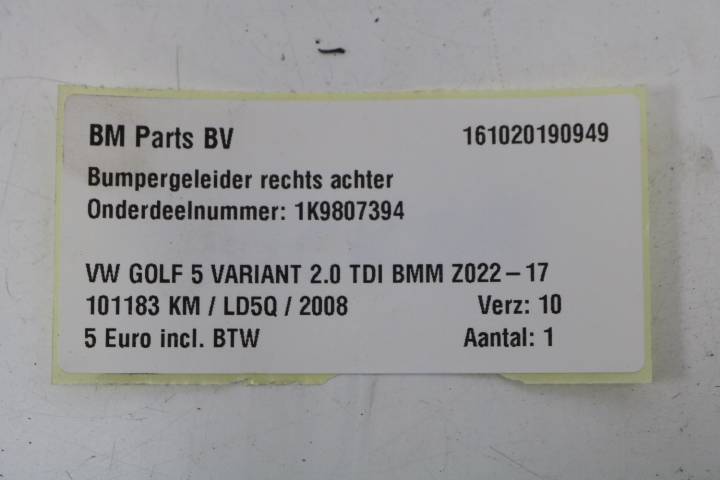 BM Parts BV 161020190949
Bumpergeleider rechts achter
Onderdeelnummer: 1K9807394
VW GOLF 5 VARIANT 2.0 TDI BMM Z022-17
101183 KM / LD5Q / 2008 Verz: 10
5 Euro incl. BTW Aantal: 1